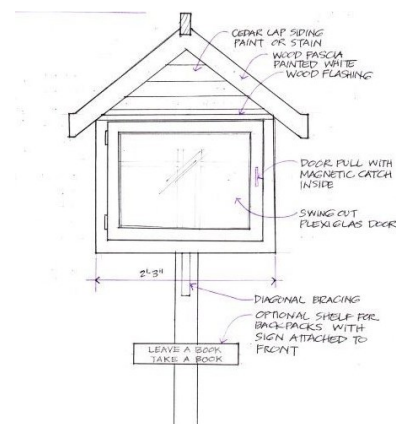 CEDAR LAP SIDING
PAINT OR STAIN
WOOD FASCIA
PAINTED WHITE
WOOD FLASHING
DOOR PULL WITH
MAGNETIC CATCH
INSIDE
SWING OUT
PLEXIGLAS DOOR
2'-3"
DIAGONAL BRACING
OPTIONAL SHELF FOR
BACKPACKS WITH
SIGN ATTACHED TO
FRONT
LEAVE A BOOK
TAKE A BOOK